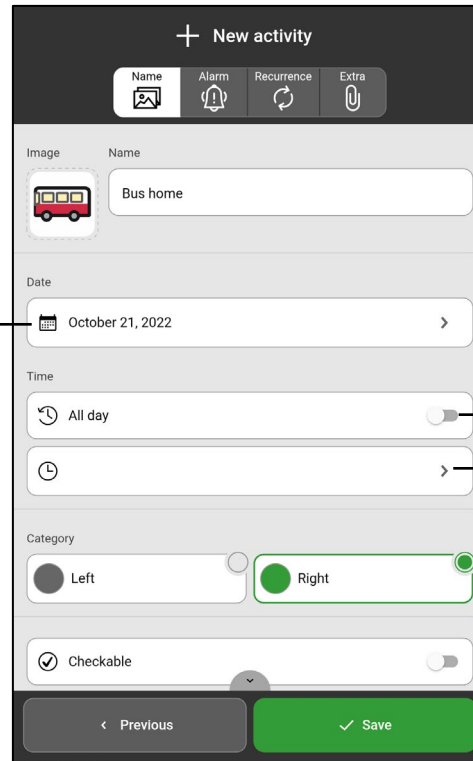 New activity
Name Alarm Recurrence Extra
Image Name
Bus home
Date
October 21, 2022
Time
All day
Category
Left Right
Checkable
Previous Save